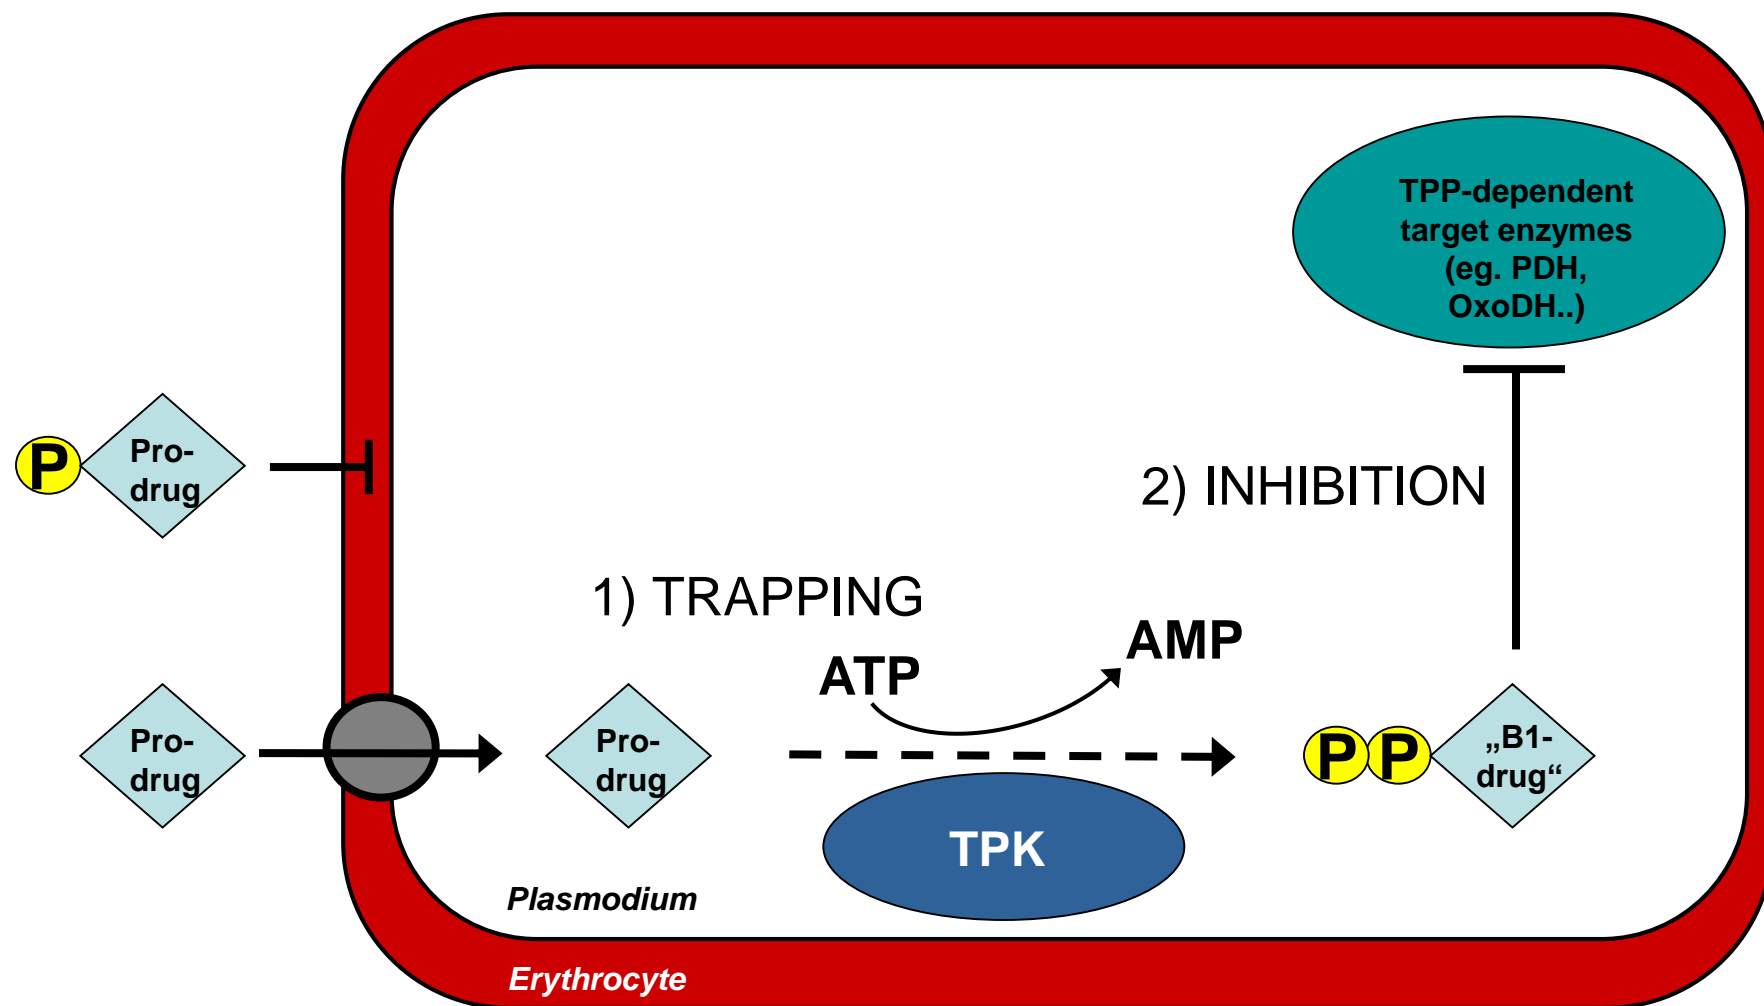 TPP-dependent
target enzymes
(eg. PDH,
OxoDH..)
P
Pro-
drug
2) INHIBITION
1) TRAPPING
ATP
AMP
Pro-
drug
Pro-
drug
P P
„B1-
drug“
TPK
Plasmodium
Erythrocyte